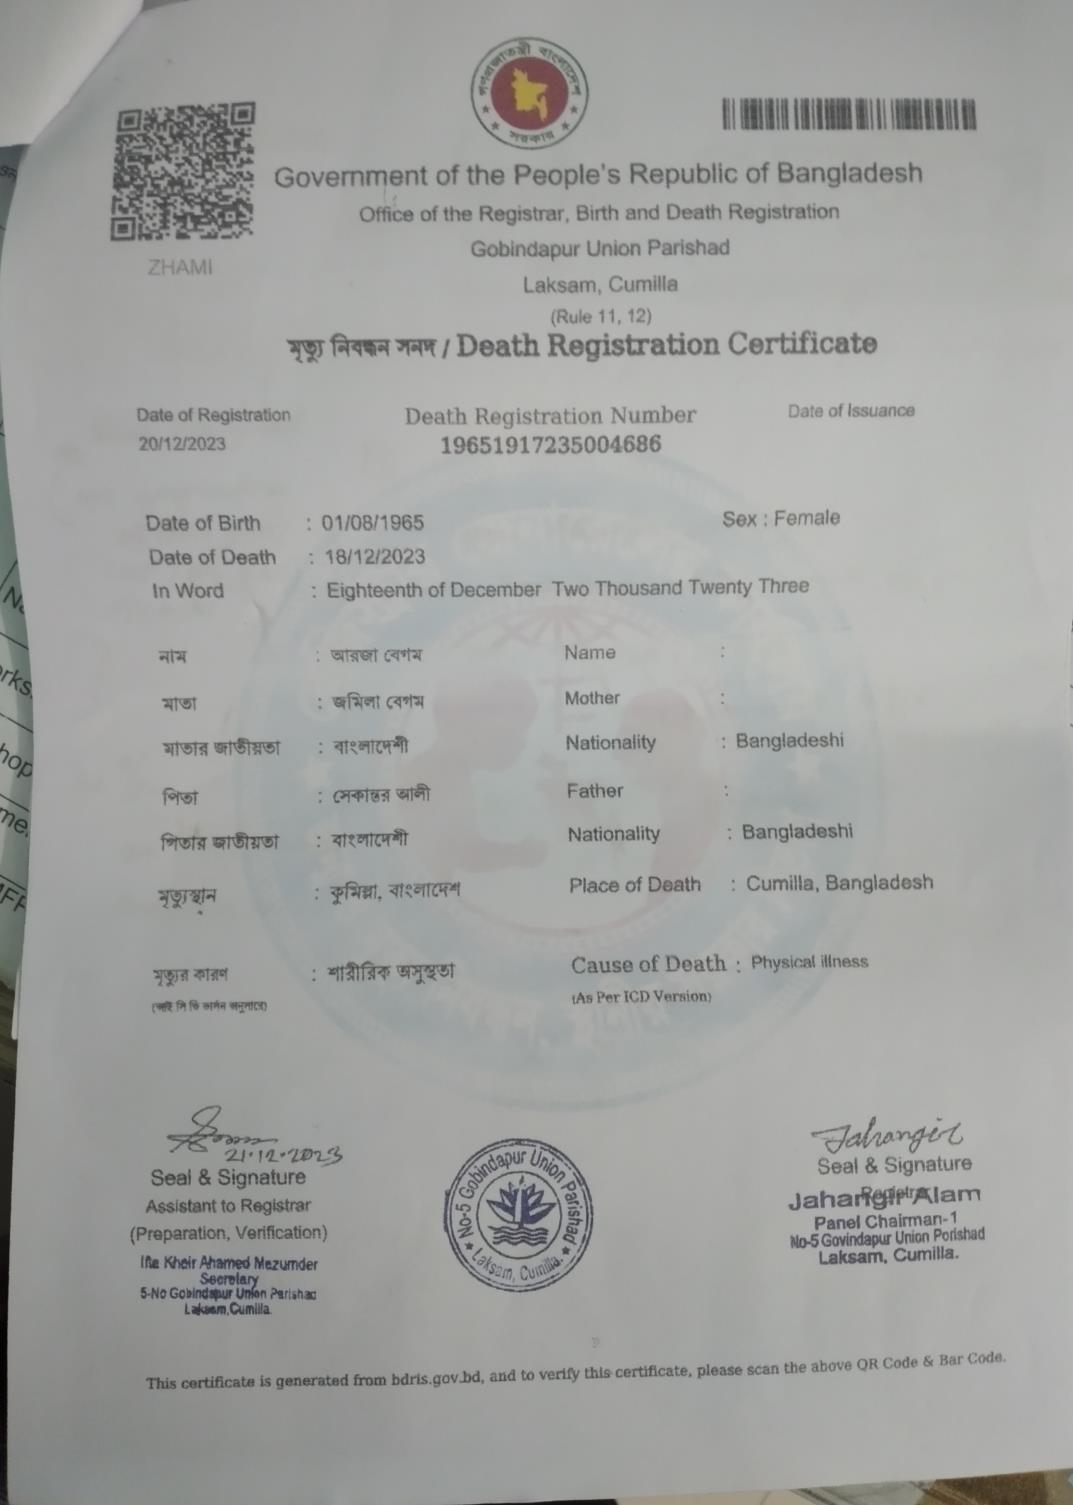 গণপ্রজাতন্ত্রী বাংলাদেশ
সরকার
ZHAMI
Government of the People's Republic of Bangladesh
Office of the Registrar, Birth and Death Registration
Gobindapur Union Parishad
Laksam, Cumilla
(Rule 11, 12)
মৃত্যু নিবন্ধন সনদ / Death Registration Certificate
Date of Registration Death Registration Number Date of Issuance
20/12/2023 19651917235004686
Date of Birth : 01/08/1965 Sex : Female
Date of Death : 18/12/2023
In Word : Eighteenth of December Two Thousand Twenty Three
নাম : আরজা বেগম Name :
মাতা : জমিলা বেগম Mother :
মাতার জাতীয়তা : বাংলাদেশী Nationality : Bangladeshi
পিতা : সেকান্তর আলী Father :
পিতার জাতীয়তা : বাংলাদেশী Nationality : Bangladeshi
মৃত্যুস্থান : কুমিল্লা, বাংলাদেশ Place of Death : Cumilla, Bangladesh
মৃত্যুর কারণ : শারীরিক অসুস্থতা Cause of Death : Physical illness
(আই সি ডি ভার্সন অনুসারে) (As Per ICD Version)
21.12.2023 Jahangir
Seal & Signature Seal & Signature
Assistant to Registrar Registrar
(Preparation, Verification) Jahangir Alam
Ifte Kheir Ahamed Mezumder Panel Chairman-1
Secretary No-5 Govindapur Union Porishad
5-No Gobindapur Union Parishad Laksam, Cumilla.
Laksam,Cumilla.
No-5 Gobindapur Union Parishad
Laksam, Cumilla.
This certificate is generated from bdris.gov.bd, and to verify this certificate, please scan the above QR Code & Bar Code.